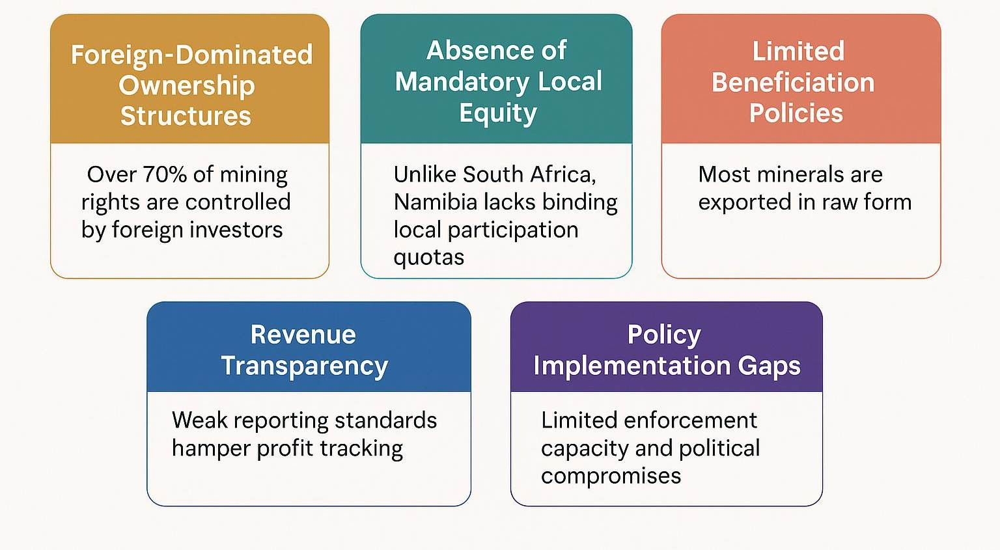 Foreign-Dominated
Ownership
Structures
Over 70% of mining
rights are controlled
by foreign investors
Absence of
Mandatory Local
Equity
Unlike South Africa,
Namibia lacks binding
local participation
quotas
Limited
Beneficiation
Policies
Most minerals are
exported in raw form
Revenue
Transparency
Weak reporting standards
hamper profit tracking
Policy
Implementation Gaps
Limited enforcement
capacity and political
compromises